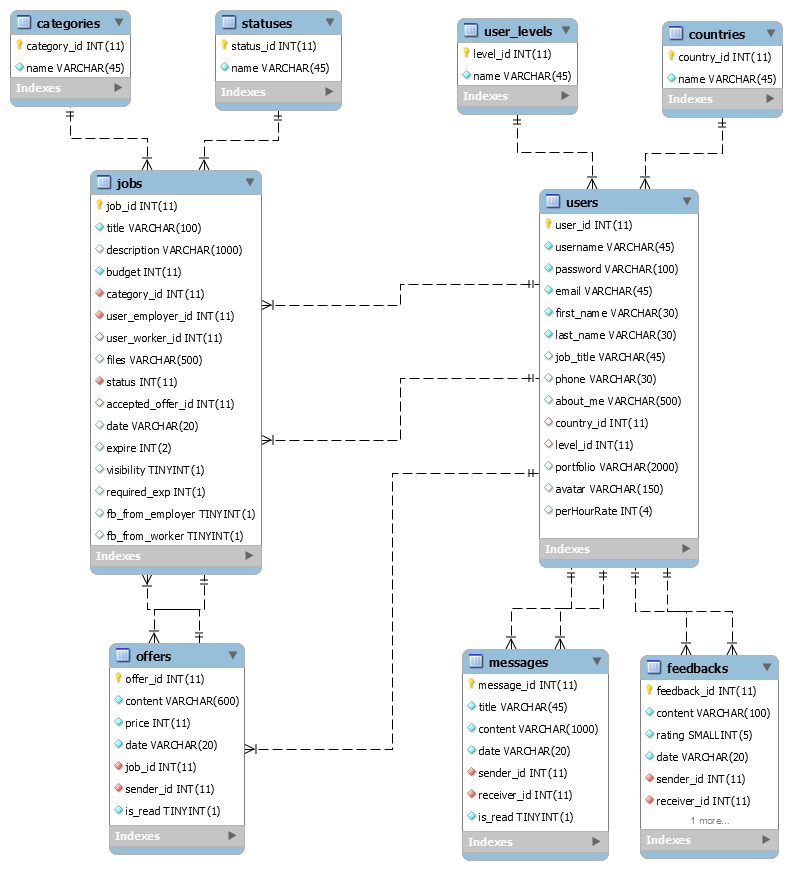 categories
category_id INT(11)
name VARCHAR(45)
Indexes
statuses
status_id INT(11)
name VARCHAR(45)
Indexes
user_levels
level_id INT(11)
name VARCHAR(45)
Indexes
countries
country_id INT(11)
name VARCHAR(45)
Indexes
jobs
job_id INT(11)
title VARCHAR(100)
description VARCHAR(1000)
budget INT(11)
category_id INT(11)
user_employer_id INT(11)
user_worker_id INT(11)
files VARCHAR(500)
status INT(11)
accepted_offer_id INT(11)
date VARCHAR(20)
expire INT(2)
visibility TINYINT(1)
required_exp INT(1)
fb_from_employer TINYINT(1)
fb_from_worker TINYINT(1)
Indexes
users
user_id INT(11)
username VARCHAR(45)
password VARCHAR(100)
email VARCHAR(45)
first_name VARCHAR(30)
last_name VARCHAR(30)
job_title VARCHAR(45)
phone VARCHAR(30)
about_me VARCHAR(500)
country_id INT(11)
level_id INT(11)
portfolio VARCHAR(2000)
avatar VARCHAR(150)
perHourRate INT(4)
Indexes
offers
offer_id INT(11)
content VARCHAR(600)
price INT(11)
date VARCHAR(20)
job_id INT(11)
sender_id INT(11)
is_read TINYINT(1)
Indexes
messages
message_id INT(11)
title VARCHAR(45)
content VARCHAR(1000)
date VARCHAR(20)
sender_id INT(11)
receiver_id INT(11)
is_read TINYINT(1)
Indexes
feedbacks
feedback_id INT(11)
content VARCHAR(100)
rating SMALLINT(5)
date VARCHAR(20)
sender_id INT(11)
receiver_id INT(11)
1 more...
Indexes